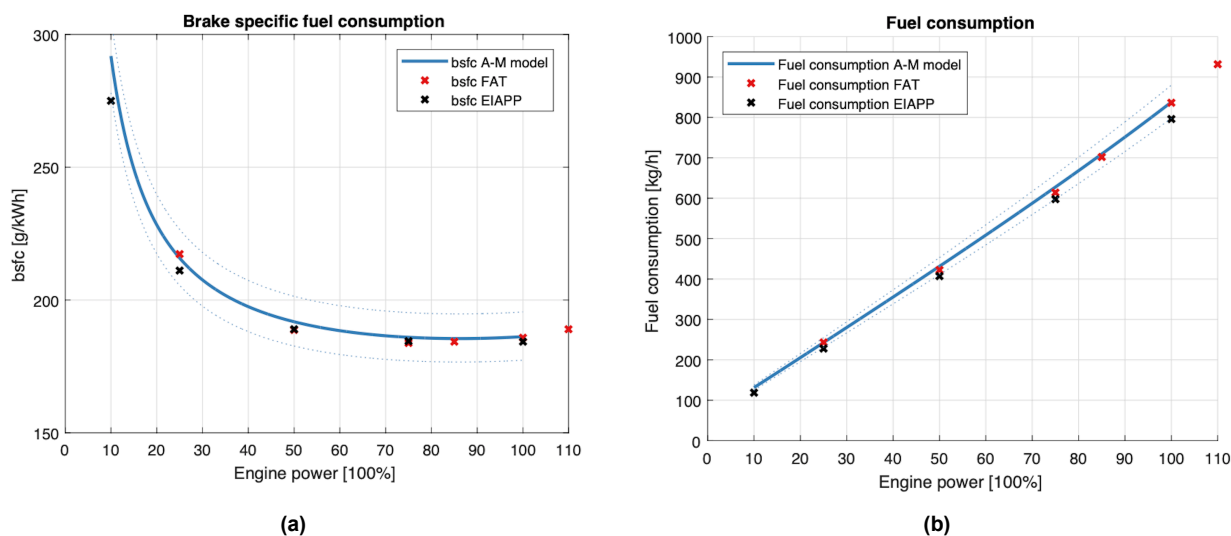 Brake specific fuel consumption
300
250
200
150
bsfc [g/kWh]
bsfc A-M model
bsfc FAT
bsfc EIAPP
0 10 20 30 40 50 60 70 80 90 100 110
Engine power [100%]
(a)
Fuel consumption
1000
900
800
700
600
500
400
300
200
100
0
Fuel consumption [kg/h]
Fuel consumption A-M model
Fuel consumption FAT
Fuel consumption EIAPP
0 10 20 30 40 50 60 70 80 90 100 110
Engine power [100%]
(b)